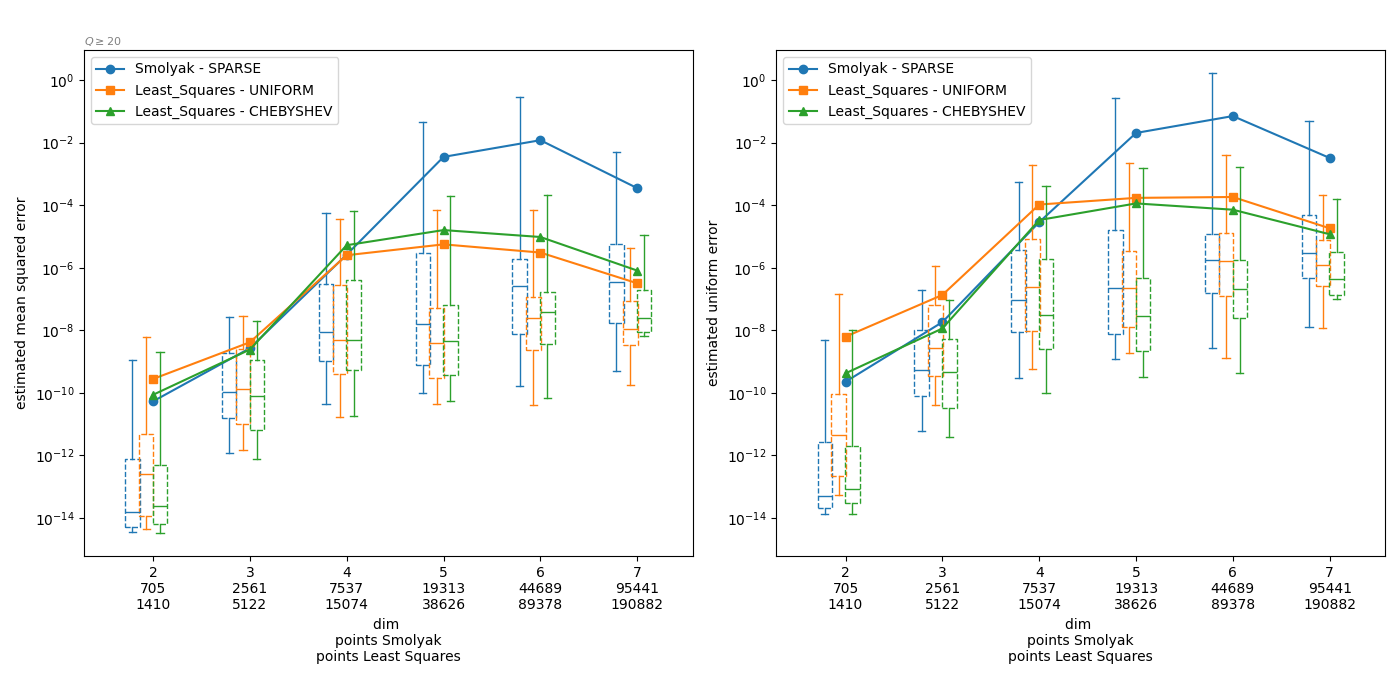 Q ≥ 20
Smolyak - SPARSE
Least_Squares - UNIFORM
Least_Squares - CHEBYSHEV
estimated mean squared error
10^0
10^-2
10^-4
10^-6
10^-8
10^-10
10^-12
10^-14
2 3 4 5 6 7
705 2561 7537 19313 44689 95441
1410 5122 15074 38626 89378 190882
dim
points Smolyak
points Least Squares
Smolyak - SPARSE
Least_Squares - UNIFORM
Least_Squares - CHEBYSHEV
estimated uniform error
10^0
10^-2
10^-4
10^-6
10^-8
10^-10
10^-12
10^-14
2 3 4 5 6 7
705 2561 7537 19313 44689 95441
1410 5122 15074 38626 89378 190882
dim
points Smolyak
points Least Squares